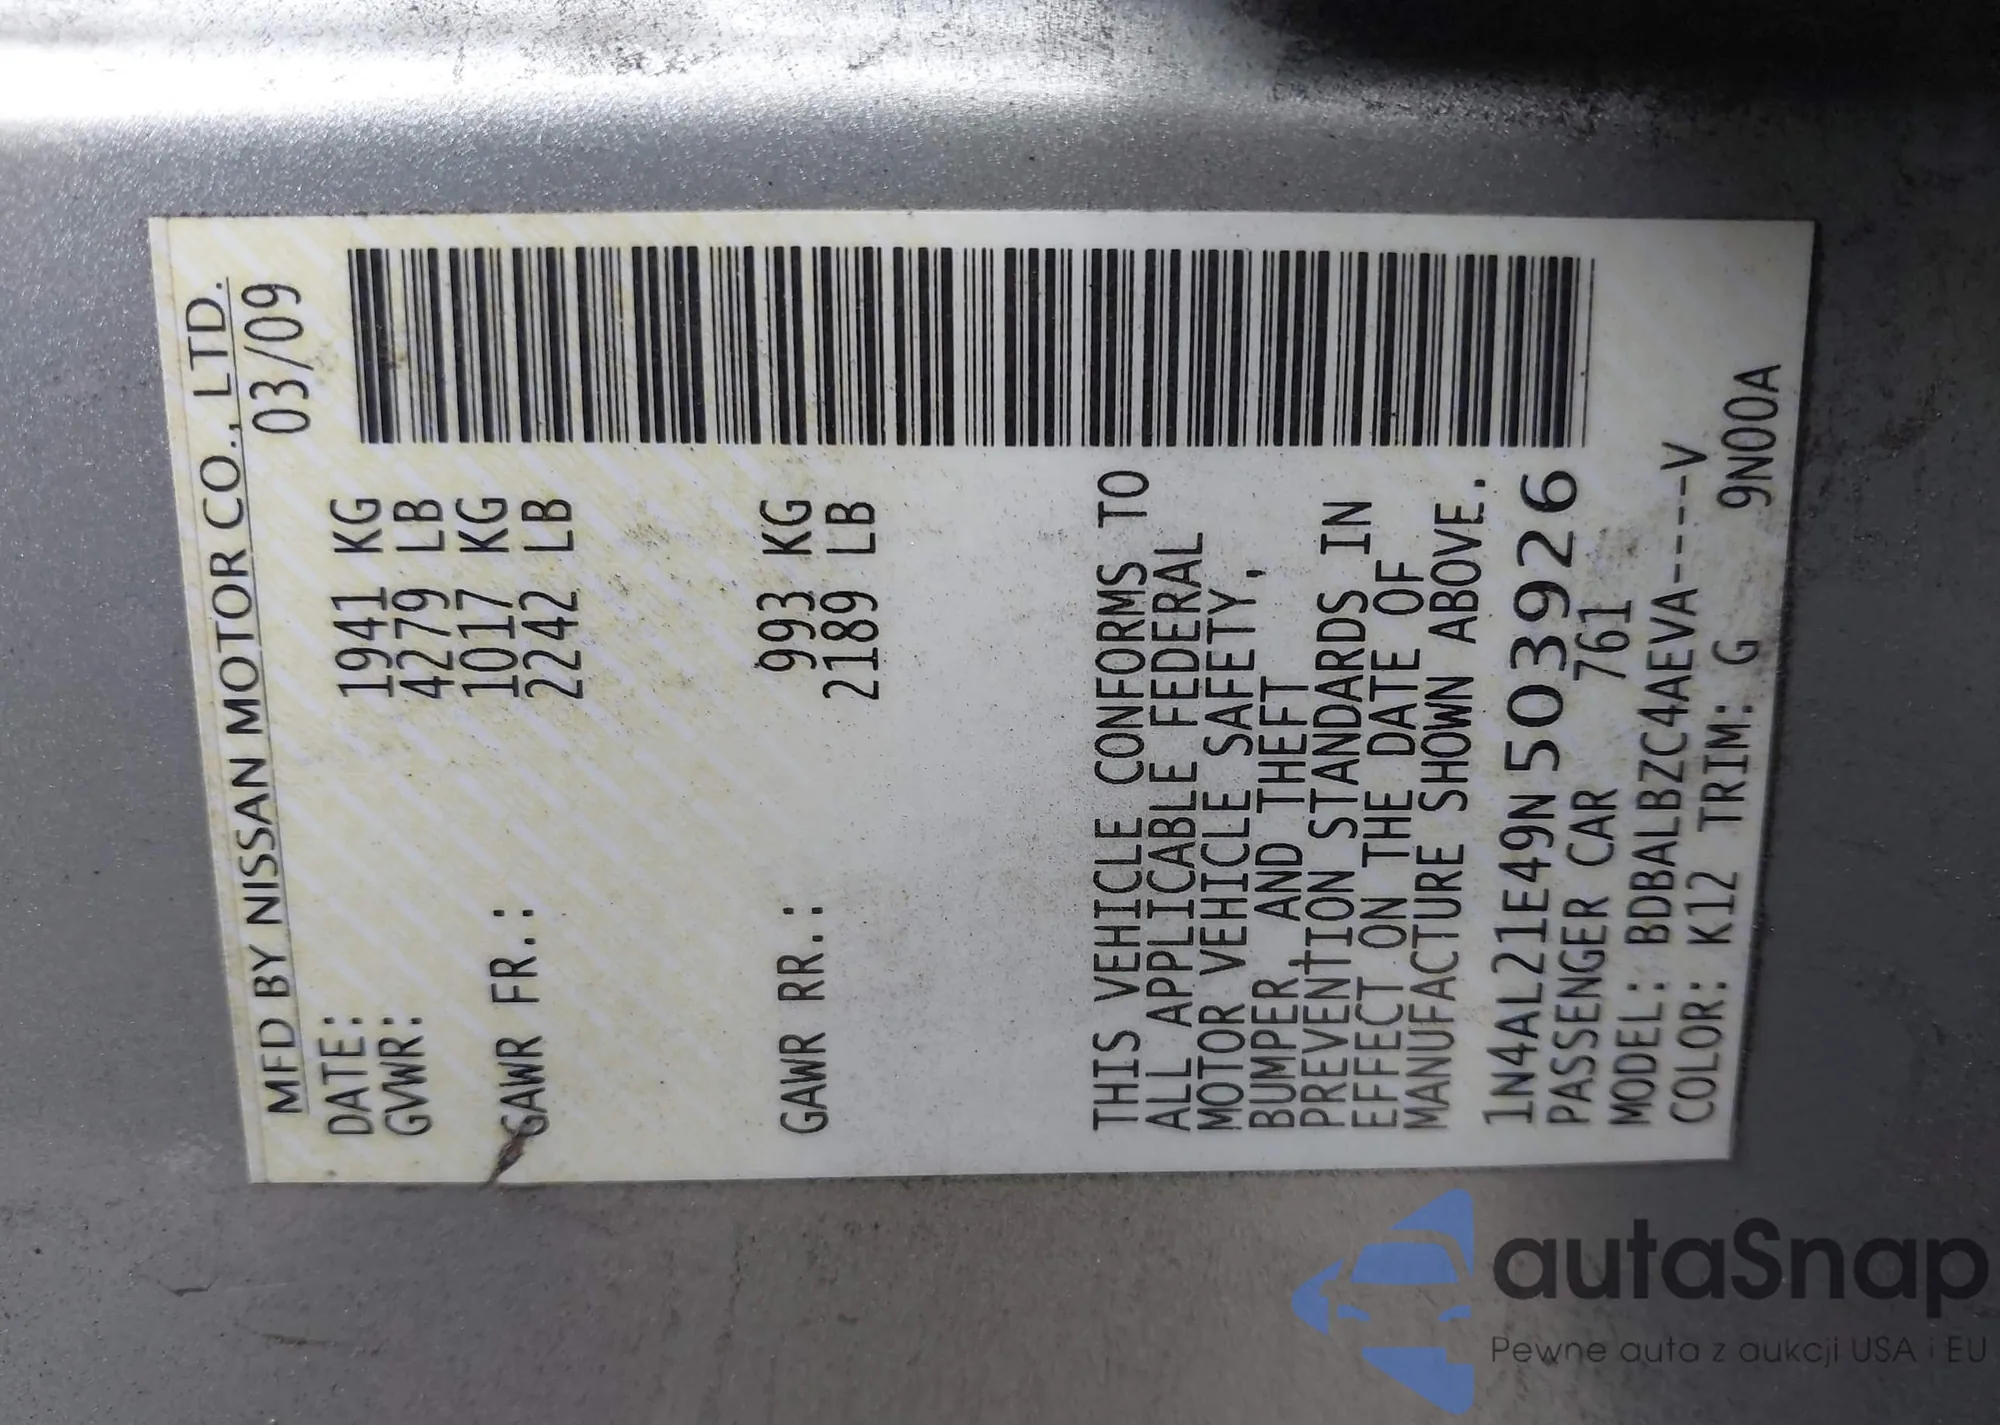 MFD BY NISSAN MOTOR CO., LTD.
DATE: 03/09
GVWR: 1941 KG
4279 LB
GAWR FR.: 1017 KG
2242 LB
GAWR RR.: 993 KG
2189 LB
THIS VEHICLE CONFORMS TO
ALL APPLICABLE FEDERAL
MOTOR VEHICLE SAFETY,
BUMPER AND THEFT
PREVENTION STANDARDS IN
EFFECT ON THE DATE OF
MANUFACTURE SHOWN ABOVE.
1N4AL21E49N503926
PASSENGER CAR 761
MODEL: BDBALBZC4AEVA-----V
COLOR: K12 TRIM: G 9N00A
autaSnap
Pewne auta z aukcji USA i EU